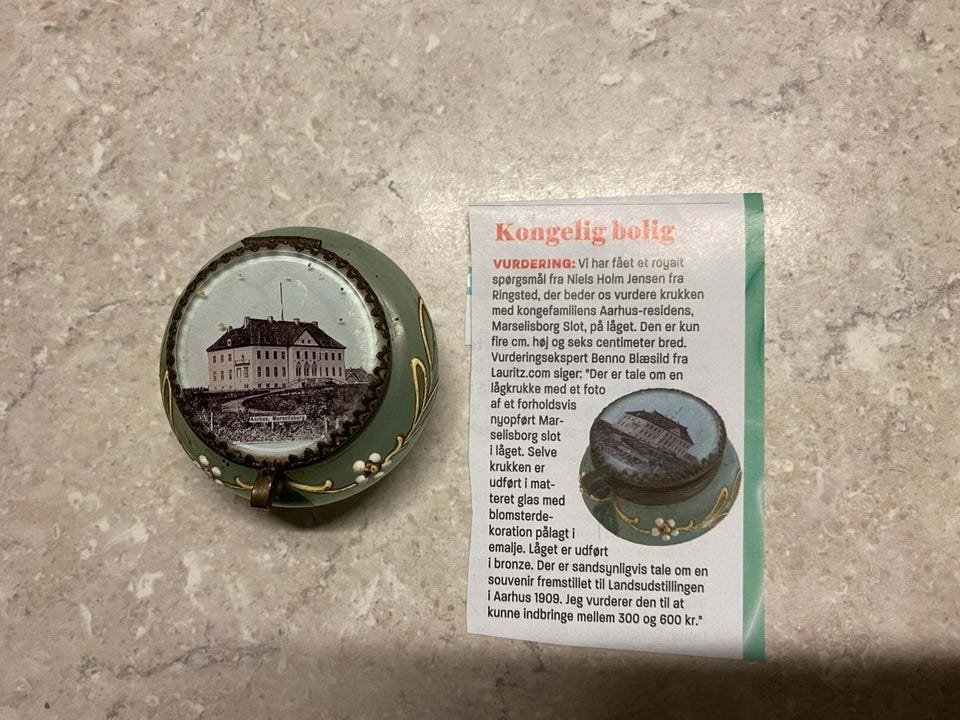 Aarhus, Marselisborg
Kongelig bolig
VURDERING: Vi har fået et royalt
spørgsmål fra Niels Holm Jensen fra
Ringsted, der beder os vurdere krukken
med kongefamiliens Aarhus-residens,
Marselisborg Slot, på låget. Den er kun
fire cm. høj og seks centimeter bred.
Vurderingsekspert Benno Blæsild fra
Lauritz.com siger: "Der er tale om en
lågkrukke med et foto
af et forholdsvis
nyopført Mar-
selisborg slot
i låget. Selve
krukken er
udført i mat-
teret glas med
blomsterde-
koration pålagt i
emalje. Låget er udført
i bronze. Der er sandsynligvis tale om en
souvenir fremstillet til Landsudstillingen
i Aarhus 1909. Jeg vurderer den til at
kunne indbringe mellem 300 og 600 kr."